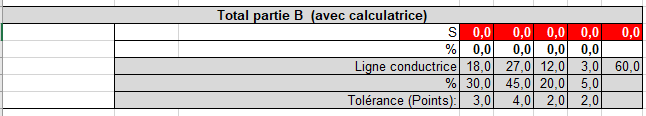 Total partie B (avec calculatrice)
S 0,0 0,0 0,0 0,0 0,0
% 0,0 0,0 0,0 0,0
Ligne conductrice 18,0 27,0 12,0 3,0 60,0
% 30,0 45,0 20,0 5,0
Tolérance (Points): 3,0 4,0 2,0 2,0